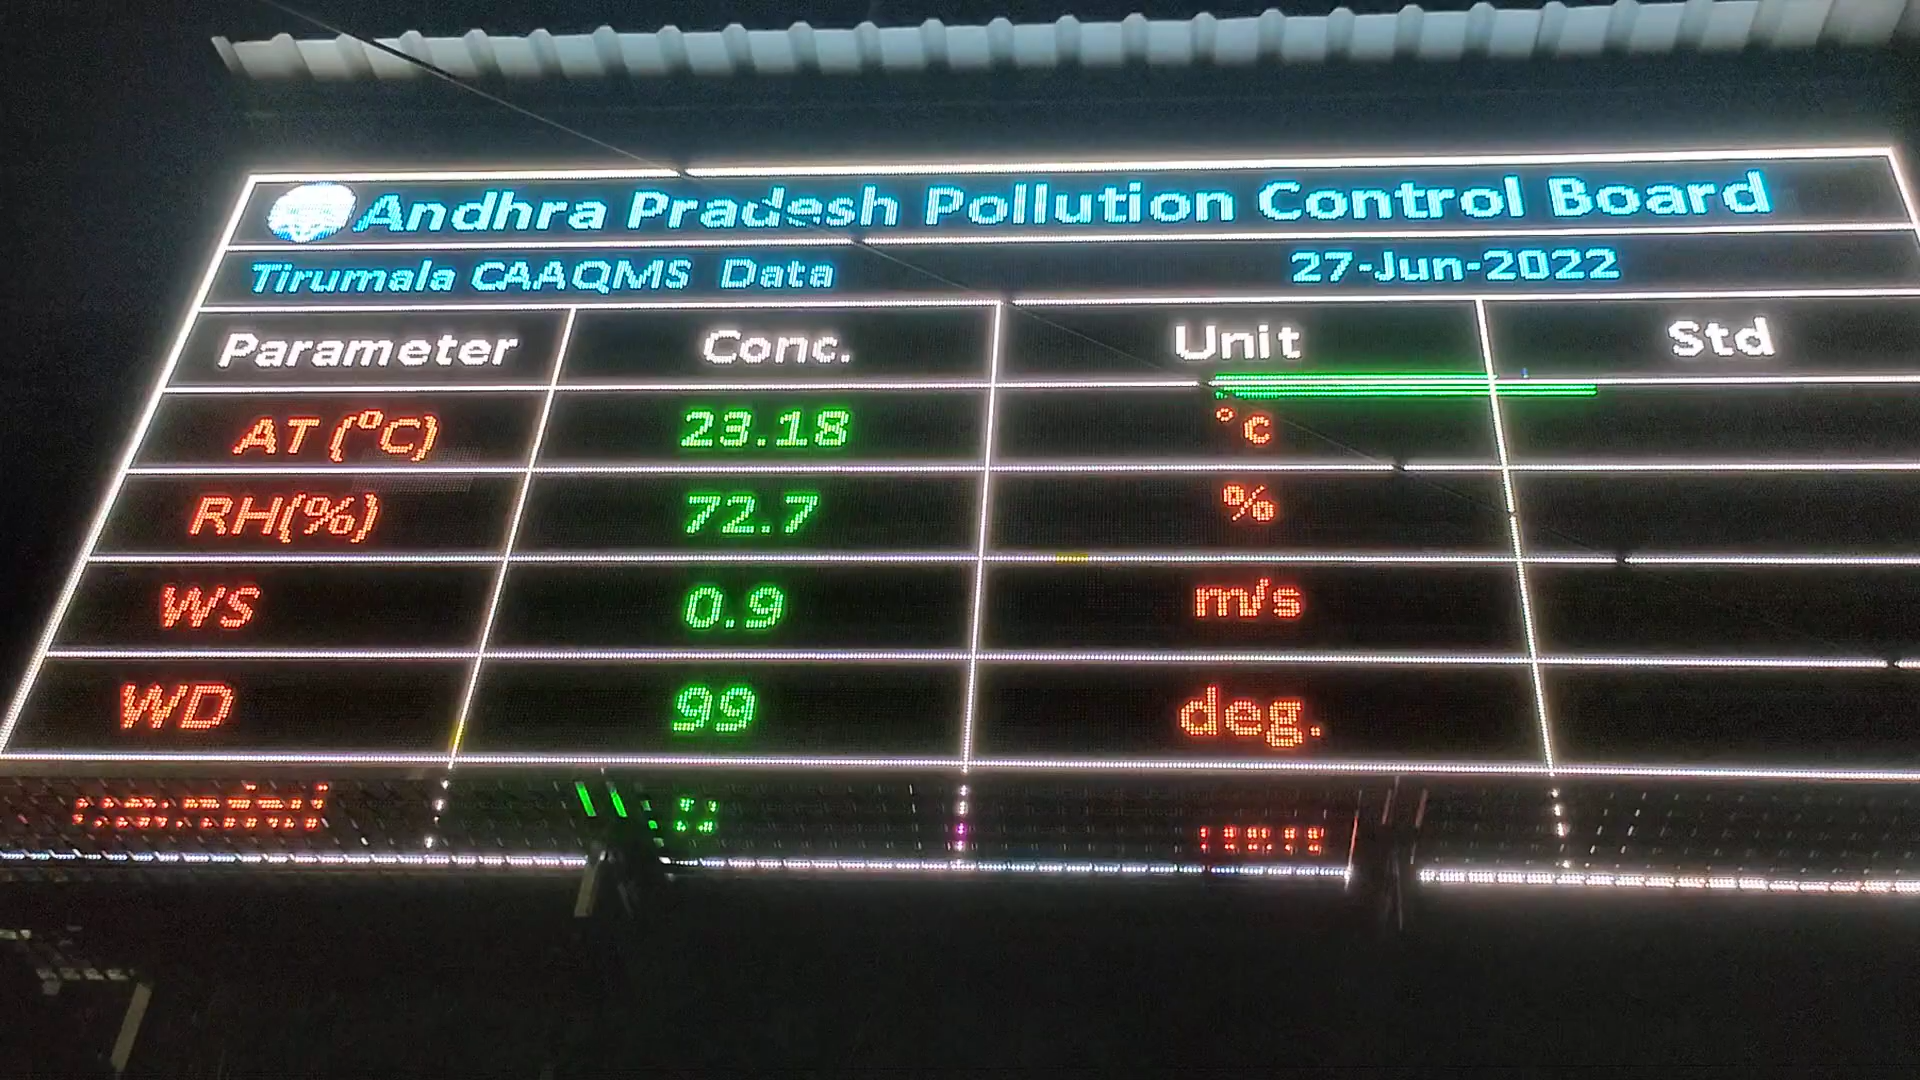 Andhra Pradesh Pollution Control Board
Tirumala CAAQMS Data 27-Jun-2022
Parameter Conc. Unit Std
AT (°C) 23.18 °c
RH(%) 72.7 %
WS 0.9 m/s
WD 99 deg.